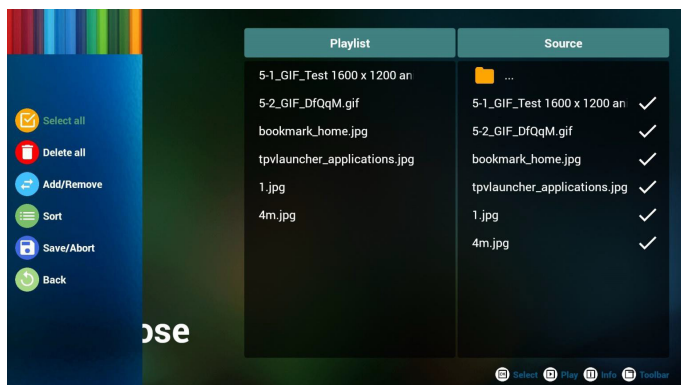 Select all
Delete all
Add/Remove
Sort
Save/Abort
Back
ose
Playlist
5-1_GIF_Test 1600 x 1200 an
5-2_GIF_DfQqM.gif
bookmark_home.jpg
tpvlauncher_applications.jpg
1.jpg
4m.jpg
Source
...
5-1_GIF_Test 1600 x 1200 an
5-2_GIF_DfQqM.gif
bookmark_home.jpg
tpvlauncher_applications.jpg
1.jpg
4m.jpg
Select Play Info Toolbar